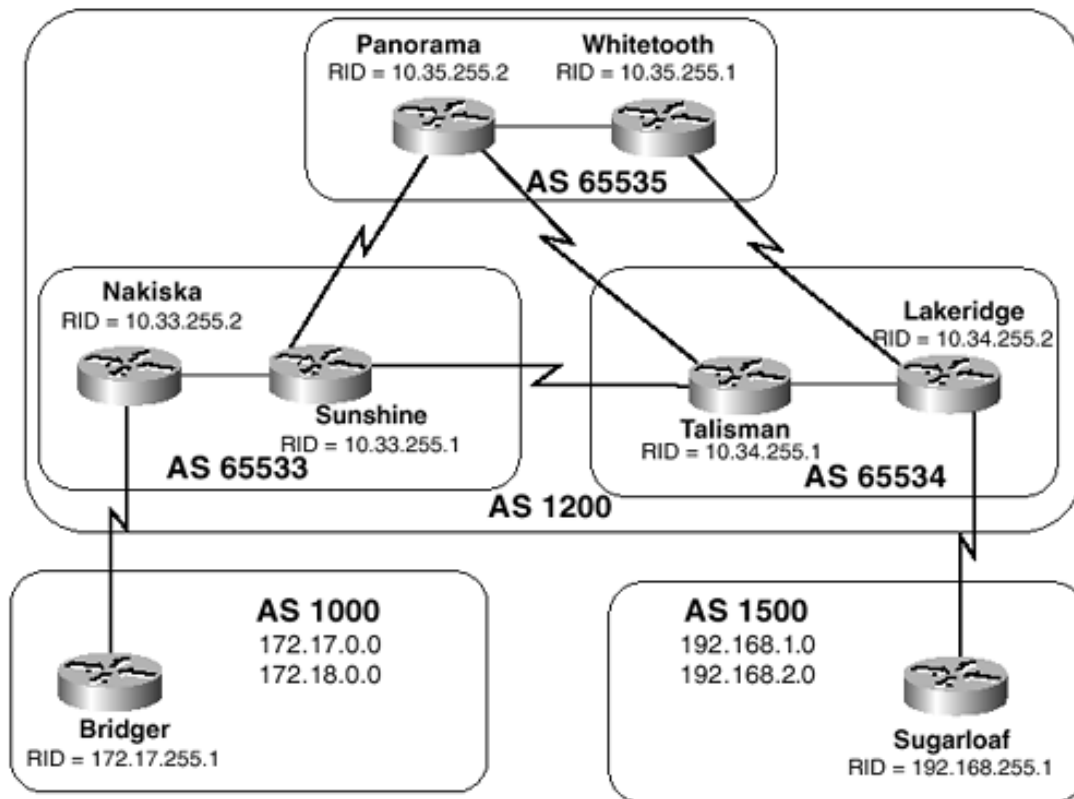 Panorama
RID = 10.35.255.2
Whitetooth
RID = 10.35.255.1
AS 65535
Nakiska
RID = 10.33.255.2
Sunshine
RID = 10.33.255.1
AS 65533
Lakeridge
RID = 10.34.255.2
Talisman
RID = 10.34.255.1
AS 65534
AS 1200
AS 1000
172.17.0.0
172.18.0.0
Bridger
RID = 172.17.255.1
AS 1500
192.168.1.0
192.168.2.0
Sugarloaf
RID = 192.168.255.1